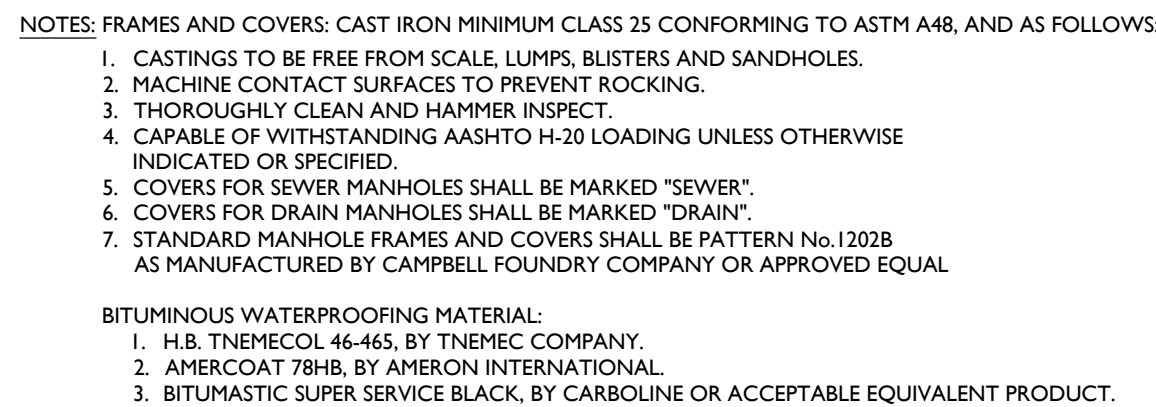 NOTES: FRAMES AND COVERS: CAST IRON MINIMUM CLASS 25 CONFORMING TO ASTM A48, AND AS FOLLOWS:
1. CASTINGS TO BE FREE FROM SCALE, LUMPS, BLISTERS AND SANDHOLES.
2. MACHINE CONTACT SURFACES TO PREVENT ROCKING.
3. THOROUGHLY CLEAN AND HAMMER INSPECT.
4. CAPABLE OF WITHSTANDING AASHTO H-20 LOADING UNLESS OTHERWISE
INDICATED OR SPECIFIED.
5. COVERS FOR SEWER MANHOLES SHALL BE MARKED "SEWER".
6. COVERS FOR DRAIN MANHOLES SHALL BE MARKED "DRAIN".
7. STANDARD MANHOLE FRAMES AND COVERS SHALL BE PATTERN No.1202B
AS MANUFACTURED BY CAMPBELL FOUNDRY COMPANY OR APPROVED EQUAL
BITUMINOUS WATERPROOFING MATERIAL:
1. H.B. TNEMECOL 46-465, BY TNEMEC COMPANY.
2. AMERCOAT 78HB, BY AMERON INTERNATIONAL.
3. BITUMASTIC SUPER SERVICE BLACK, BY CARBOLINE OR ACCEPTABLE EQUIVALENT PRODUCT.